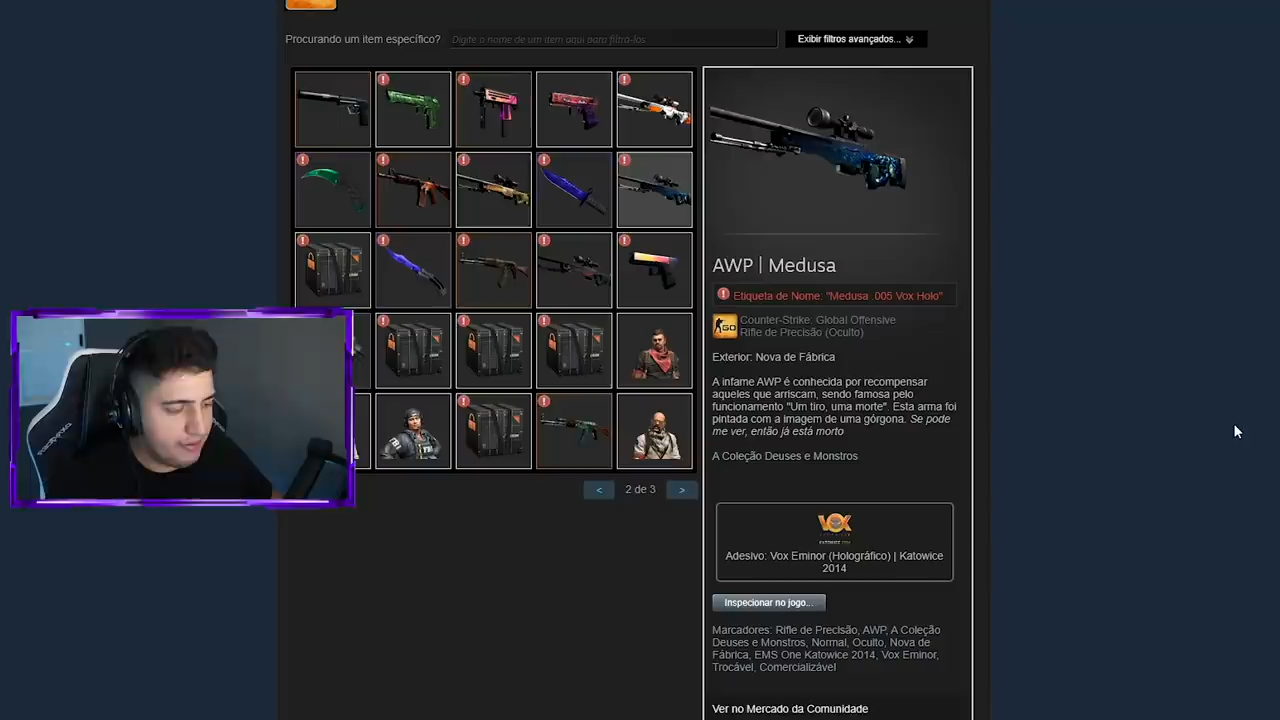 Procurando um item específico?
Digite o nome de um item aqui para filtrá-los
Exibir filtros avançados...
AWP | Medusa
Etiqueta de Nome: "Medusa .005 Vox Holo"
Counter-Strike: Global Offensive
Rifle de Precisão (Oculto)
Exterior: Nova de Fábrica
A infame AWP é conhecida por recompensar
aqueles que arriscam, sendo famosa pelo
funcionamento "Um tiro, uma morte". Esta arma foi
pintada com a imagem de uma górgona. Se pode
me ver, então já está morto
A Coleção Deuses e Monstros
VOX
Adesivo: Vox Eminor (Holográfico) | Katowice
2014
Inspecionar no jogo...
Marcadores: Rifle de Precisão, AWP, A Coleção
Deuses e Monstros, Normal, Oculto, Nova de
Fábrica, EMS One Katowice 2014, Vox Eminor,
Trocável, Comercializável
Ver no Mercado da Comunidade
< 2 de 3 >